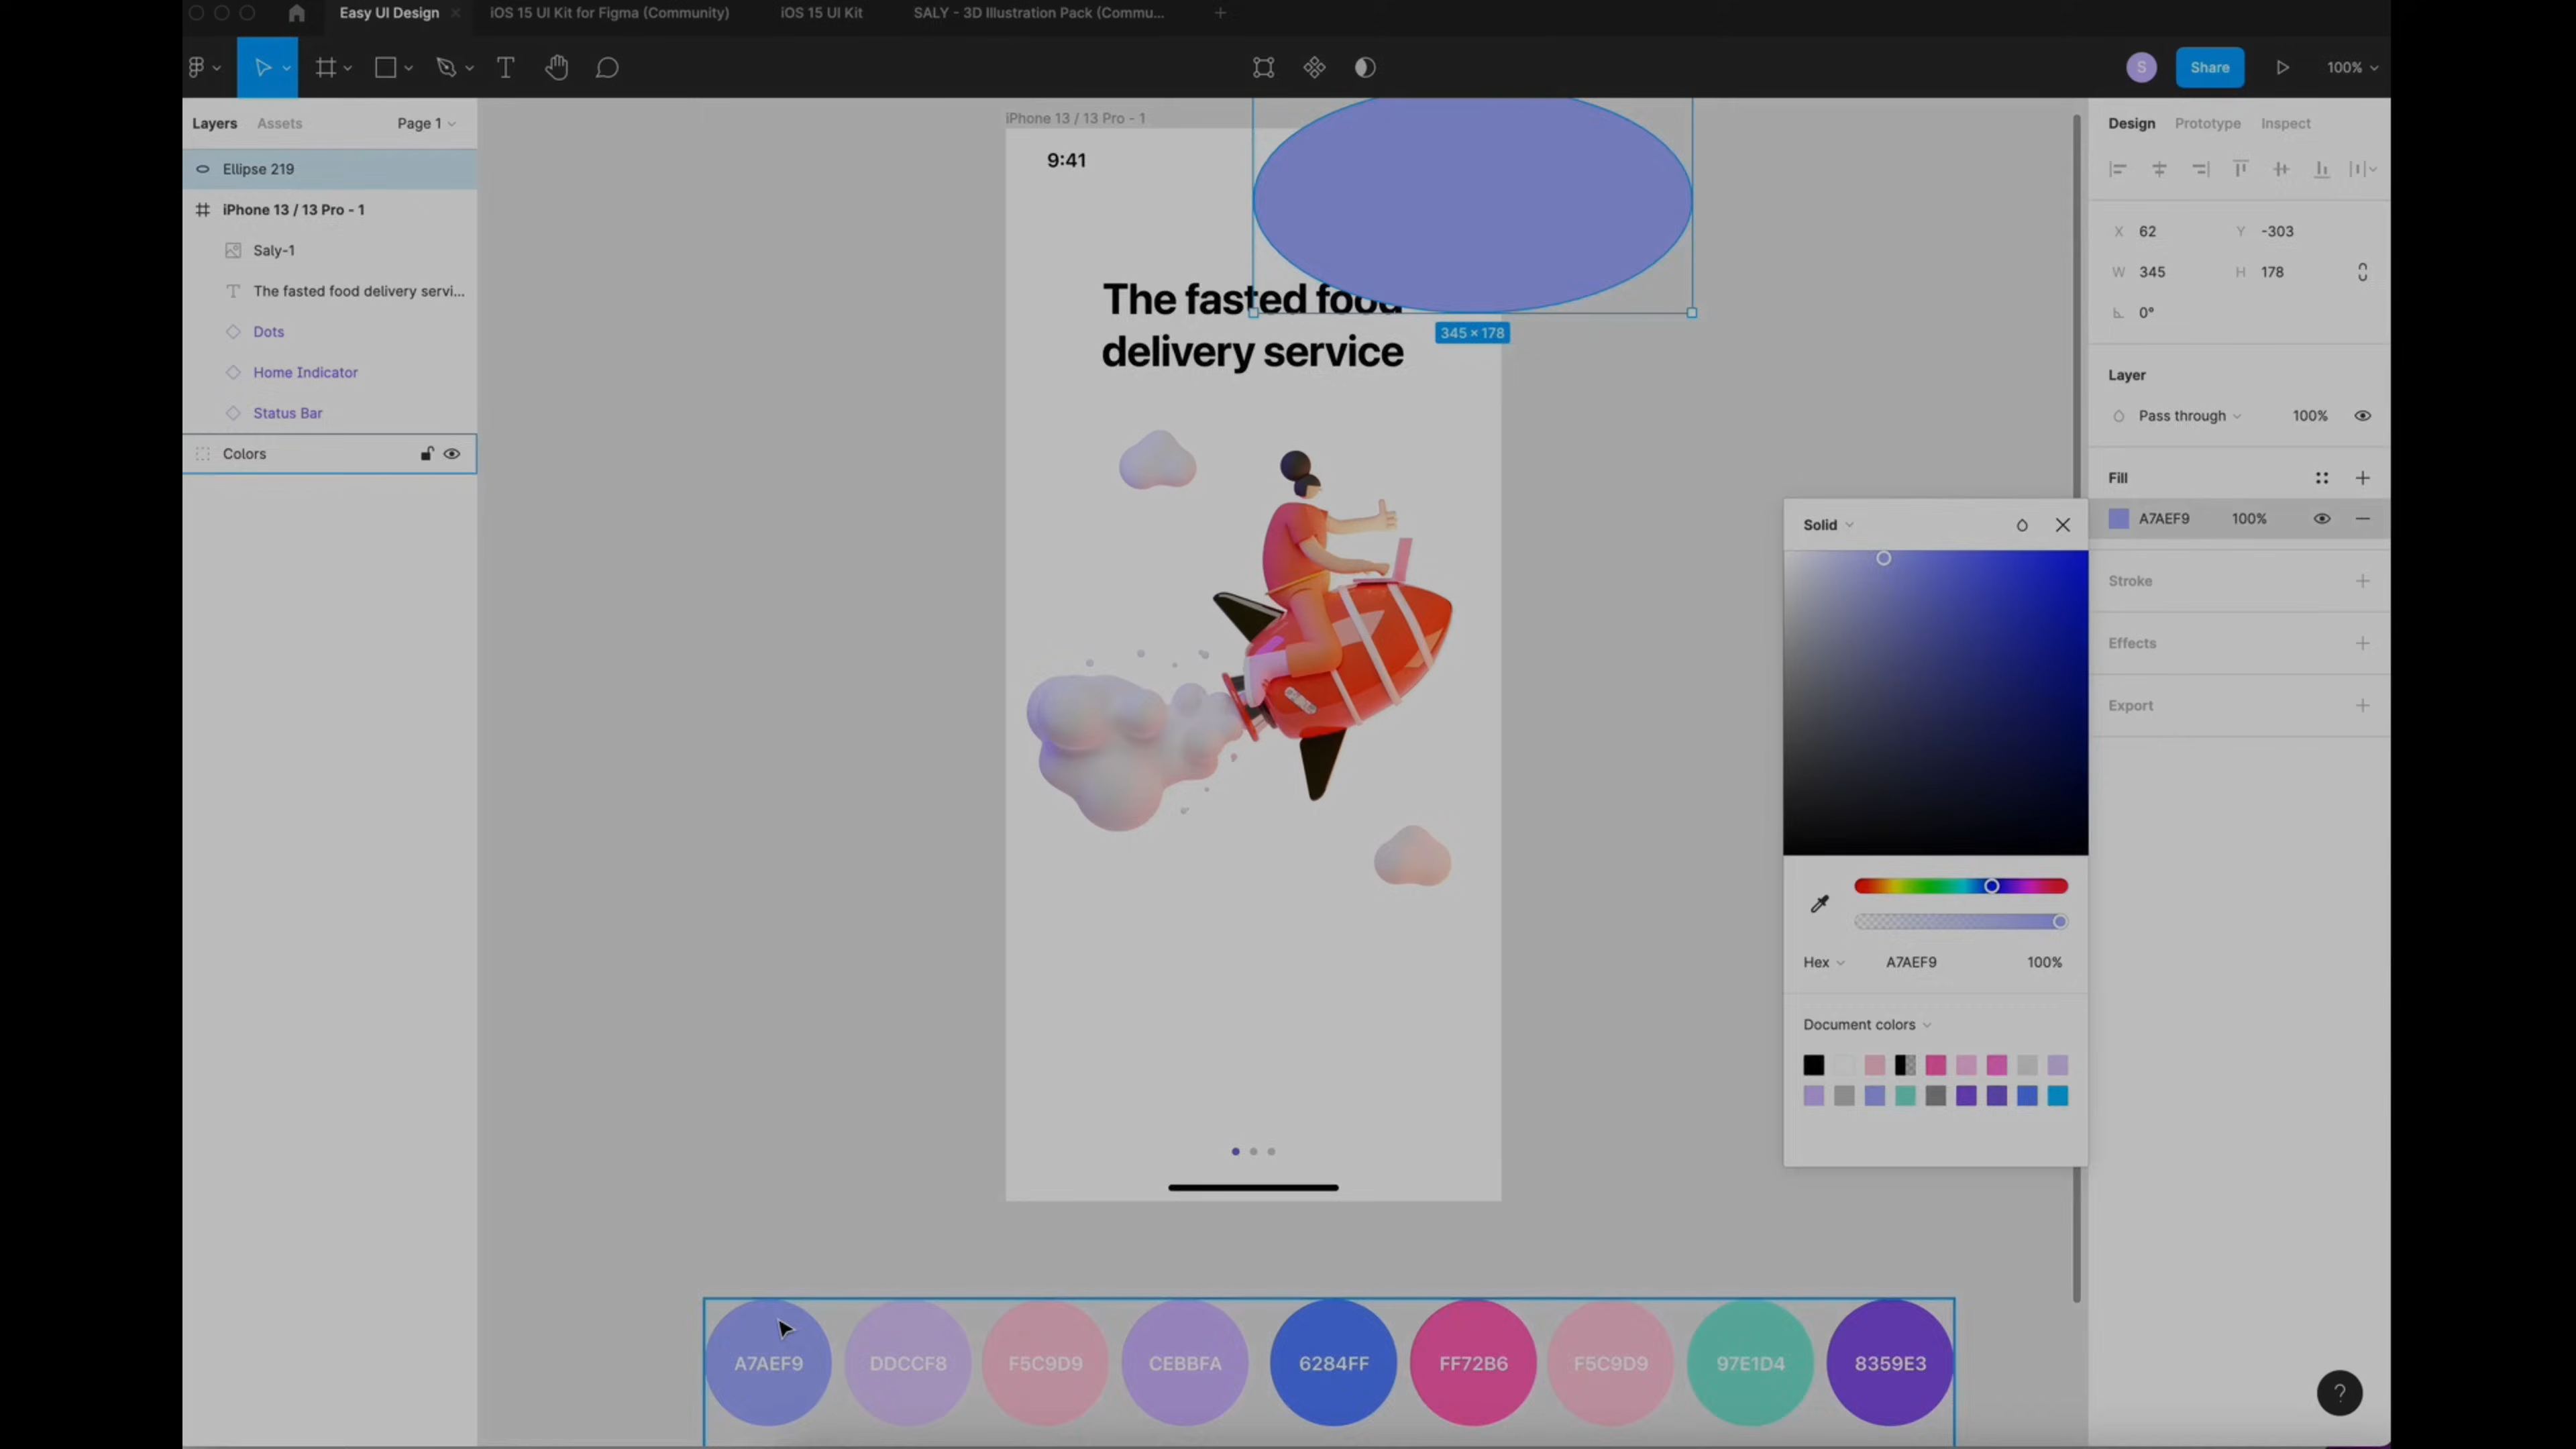 Easy UI Design
iOS 15 UI Kit for Figma (Community)
iOS 15 UI Kit
SALY - 3D Illustration Pack (Commu...
S
Share
100%
Layers
Assets
Page 1
Ellipse 219
iPhone 13 / 13 Pro - 1
Saly-1
The fasted food delivery servi...
Dots
Home Indicator
Status Bar
Colors
iPhone 13 / 13 Pro - 1
9:41
The fasted food
delivery service
345 × 178
Design
Prototype
Inspect
X 62
Y -303
W 345
H 178
0°
Layer
Pass through
100%
Fill
A7AEF9
100%
Stroke
Effects
Export
Solid
Hex
A7AEF9
100%
Document colors
A7AEF9
DDCCF8
F5C9D9
CEBBFA
6284FF
FF72B6
F5C9D9
97E1D4
8359E3
?